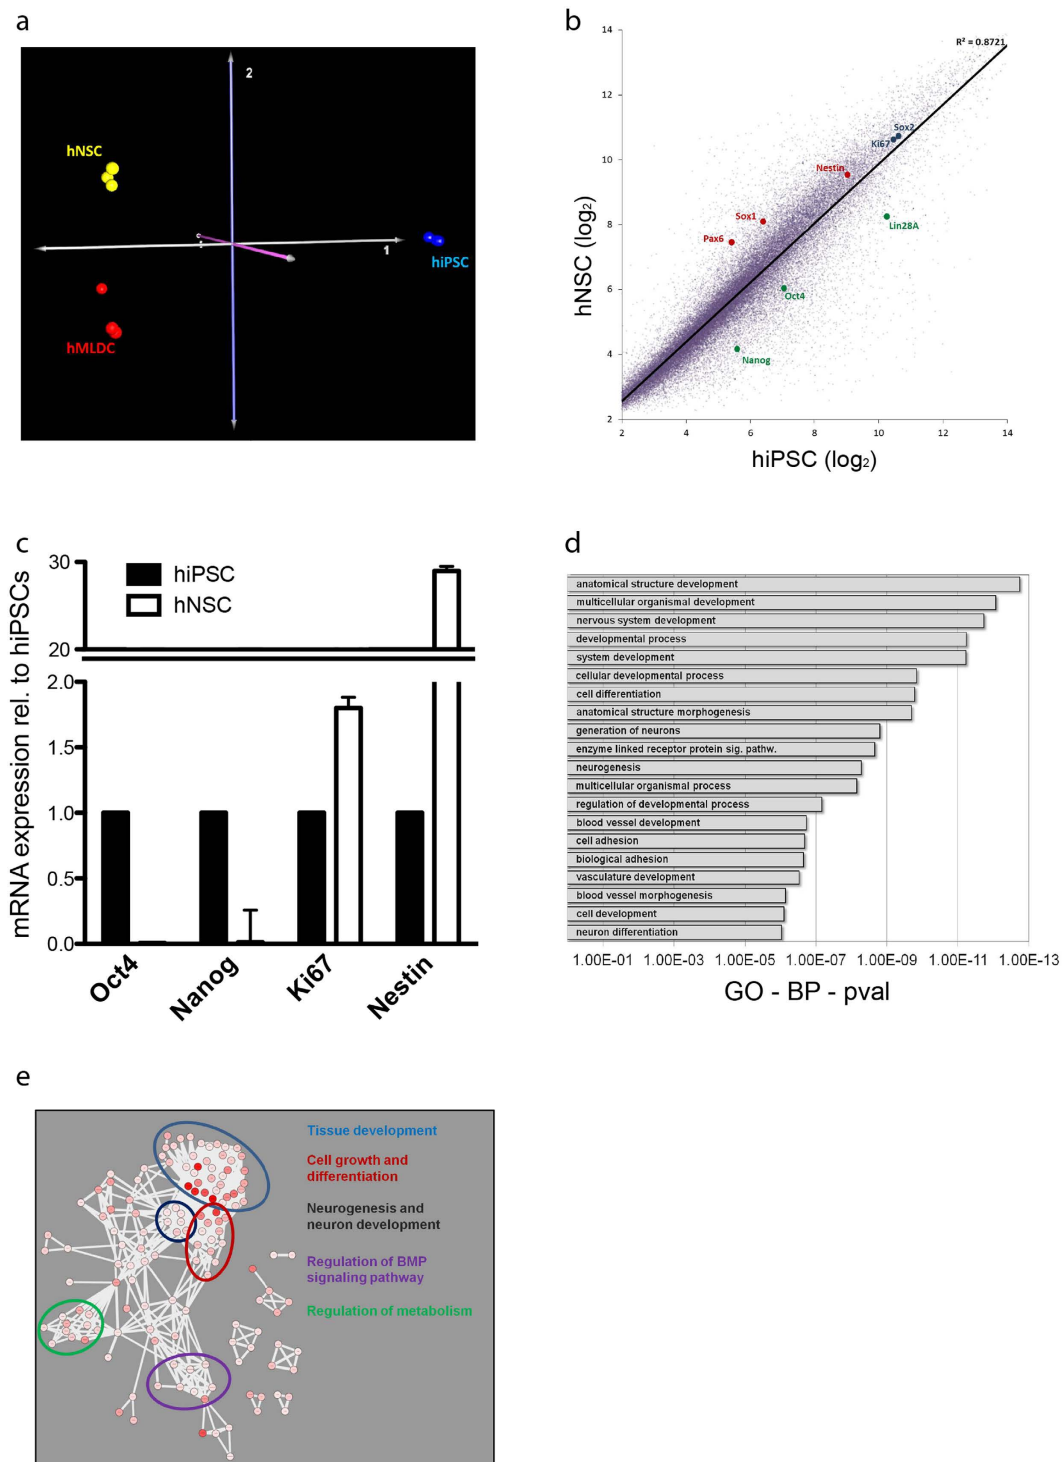 a
2
hNSC
1
hiPSC
hMLDC
b
14
12
10
8
6
4
2
R² = 0.8721
Sox2
Ki67
Nestin
Sox1
Pax6
Lin28A
Oct4
Nanog
hNSC (log₂)
2 4 6 8 10 12 14
hiPSC (log₂)
c
mRNA expression rel. to hiPSCs
30
20
2.0
1.5
1.0
0.5
0.0
hiPSC
hNSC
Oct4 Nanog Ki67 Nestin
d
anatomical structure development
multicellular organismal development
nervous system development
developmental process
system development
cellular developmental process
cell differentiation
anatomical structure morphogenesis
generation of neurons
enzyme linked receptor protein sig. pathw.
neurogenesis
multicellular organismal process
regulation of developmental process
blood vessel development
cell adhesion
biological adhesion
vasculature development
blood vessel morphogenesis
cell development
neuron differentiation
1.00E-01 1.00E-03 1.00E-05 1.00E-07 1.00E-09 1.00E-11 1.00E-13
GO - BP - pval
e
Tissue development
Cell growth and
differentiation
Neurogenesis and
neuron development
Regulation of BMP
signaling pathway
Regulation of metabolism